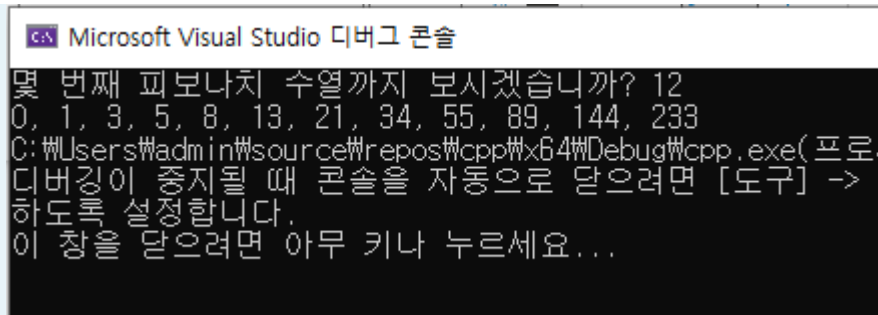 Microsoft Visual Studio 디버그 콘솔
몇 번째 피보나치 수열까지 보시겠습니까? 12
0, 1, 3, 5, 8, 13, 21, 34, 55, 89, 144, 233
C:₩Users₩admin₩source₩repos₩cpp₩x64₩Debug₩cpp.exe(프로
디버깅이 중지될 때 콘솔을 자동으로 닫으려면 [도구] ->
하도록 설정합니다.
이 창을 닫으려면 아무 키나 누르세요...